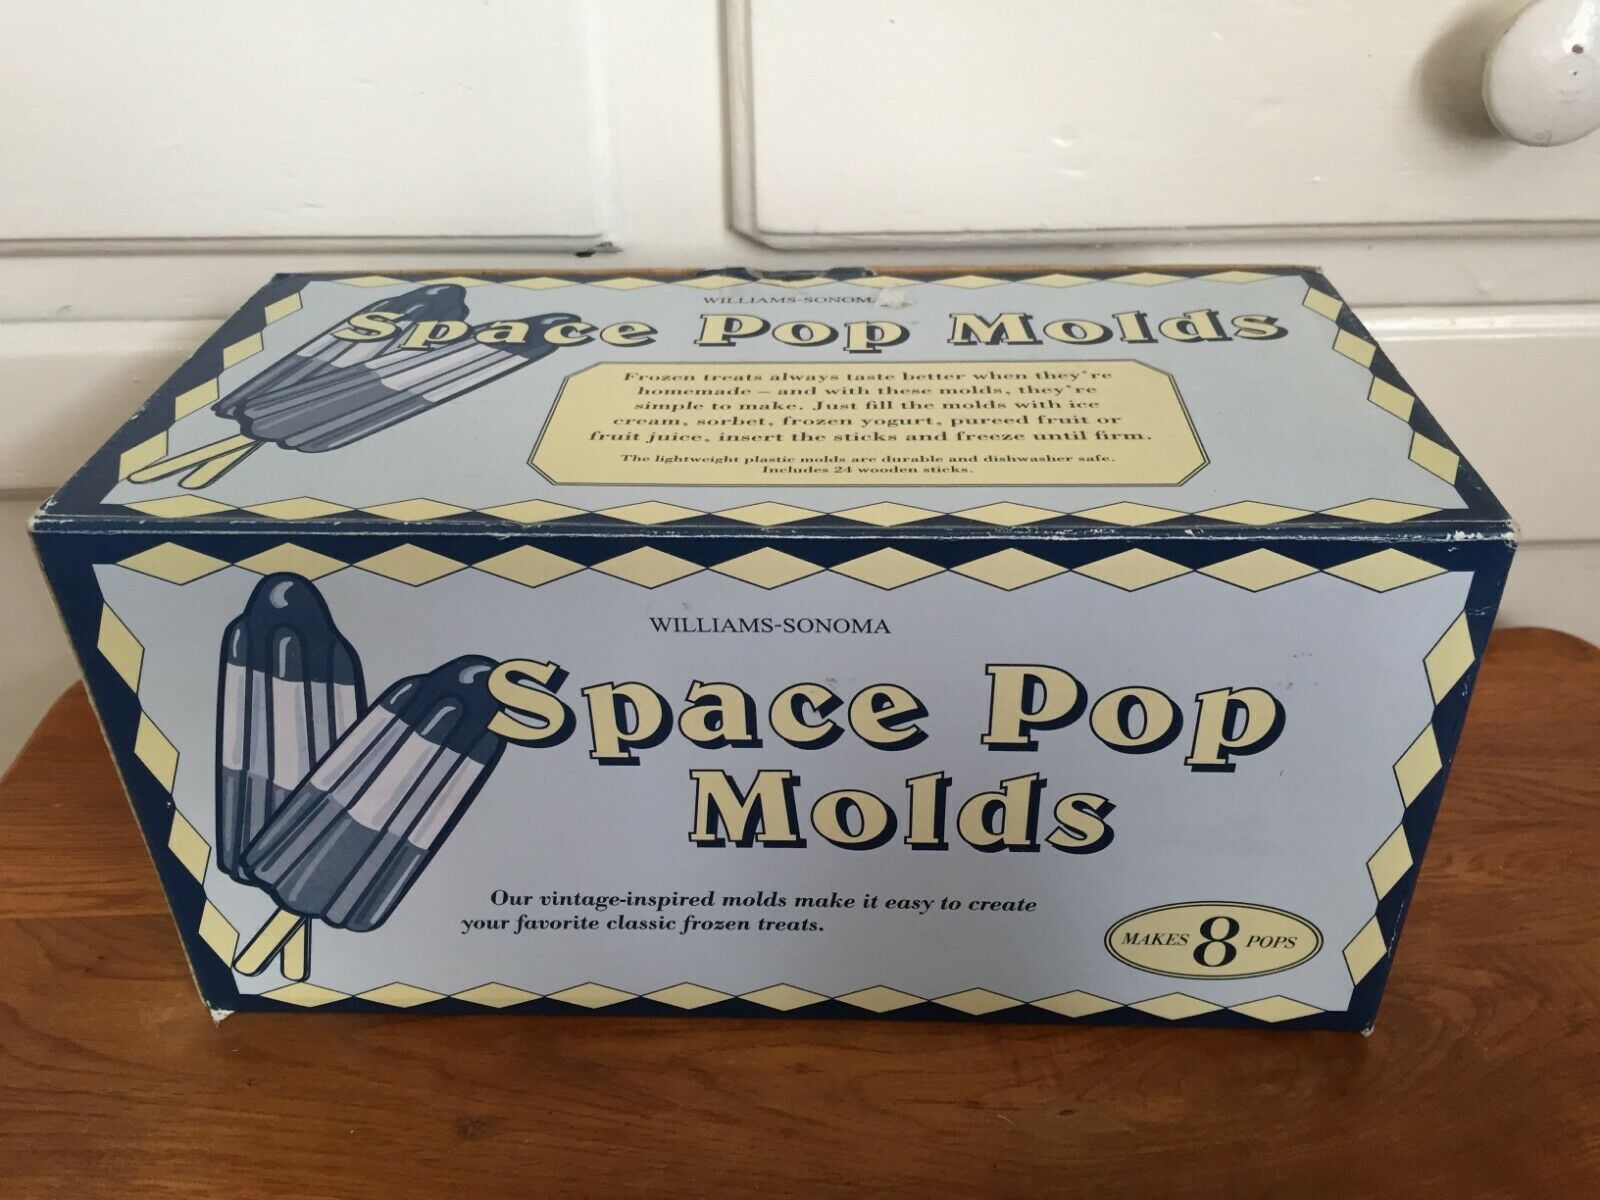 WILLIAMS-SONOMA
Space Pop Molds
Frozen treats always taste better when they're
homemade – and with these molds, they're
simple to make. Just fill the molds with ice
cream, sorbet, frozen yogurt, pureed fruit or
fruit juice, insert the sticks and freeze until firm.
The lightweight plastic molds are durable and dishwasher safe.
Includes 24 wooden sticks.
WILLIAMS-SONOMA
Space Pop
Molds
Our vintage-inspired molds make it easy to create
your favorite classic frozen treats.
MAKES 8 POPS